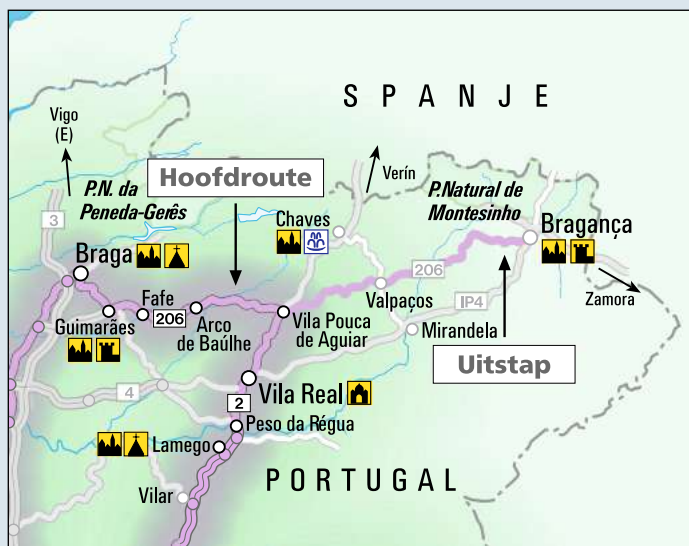 SPANJE
Vigo
(E)
Hoofdroute
Verín
P.N. da
Peneda-Gerês
P.Natural de
Montesinho
3
Chaves
Bragança
Braga
206
Zamora
Fafe
Valpaços
IP4
206
Guimarães
Arco
de Baúlhe
Vila Pouca
de Aguiar
Mirandela
Uitstap
4
Vila Real
2
Peso da Régua
Lamego
PORTUGAL
Vilar